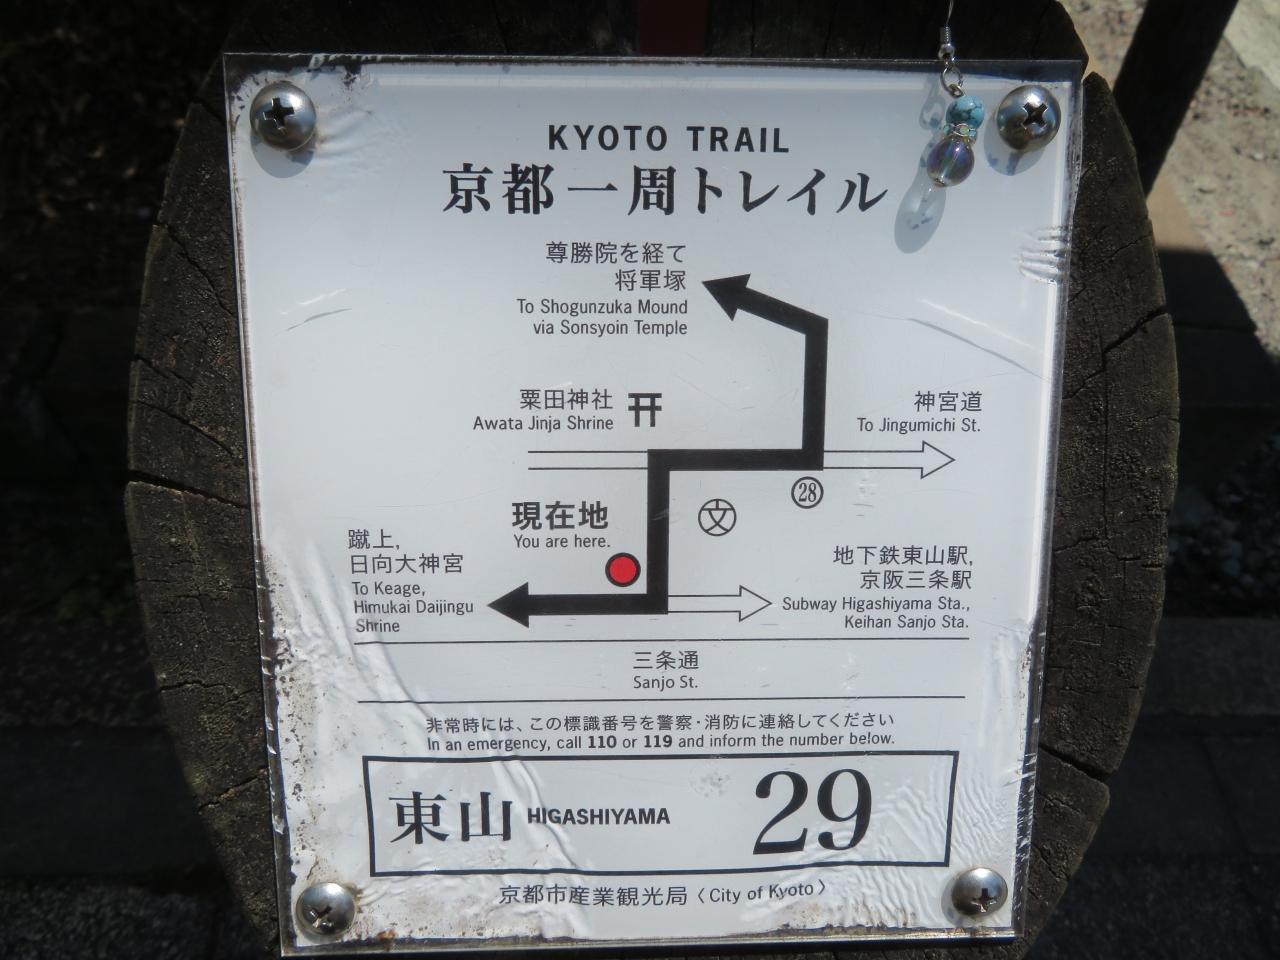 KYOTO TRAIL
京都一周トレイル
尊勝院を経て
将軍塚
To Shogunzuka Mound
via Sonsyoin Temple
粟田神社
Awata Jinja Shrine
神宮道
To Jingumichi St.
28
文
現在地
You are here.
蹴上,
日向大神宮
To Keage,
Himukai Daijingu
Shrine
地下鉄東山駅,
京阪三条駅
Subway Higashiyama Sta.,
Keihan Sanjo Sta.
三条通
Sanjo St.
非常時には、この標識番号を警察・消防に連絡してください
In an emergency, call 110 or 119 and inform the number below.
東山 HIGASHIYAMA 29
京都市産業観光局〈City of Kyoto〉